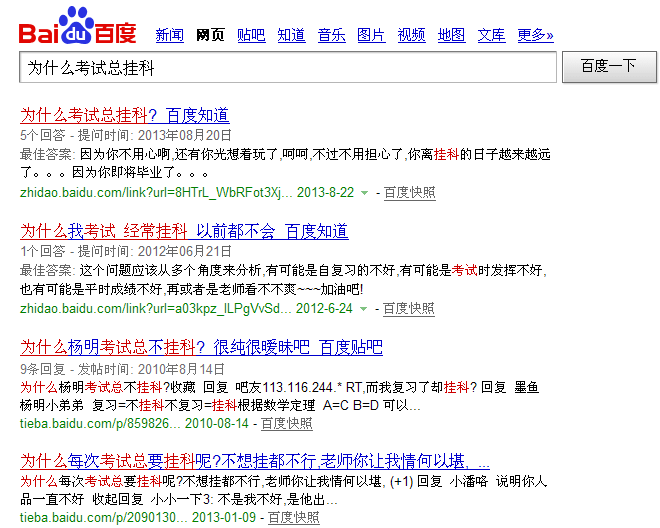 Bai du 百度 新闻 网页 贴吧 知道 音乐 图片 视频 地图 文库 更多»
为什么考试总挂科 百度一下
为什么考试总挂科? 百度知道
5个回答 - 提问时间: 2013年08月20日
最佳答案: 因为你不用心啊,还有你光想着玩了,呵呵,不过不用担心了,你离挂科的日子越来越远
了。。。因为你即将毕业了。。。
zhidao.baidu.com/link?url=8HTrL_WbRFot3Xj... 2013-8-22 - 百度快照
为什么我考试 经常挂科 以前都不会 百度知道
1个回答 - 提问时间: 2012年06月21日
最佳答案: 这个问题应该从多个角度来分析,有可能是自复习的不好,有可能是考试时发挥不好,
也有可能是平时成绩不好,再或者是老师看不不爽~~~加油吧!
zhidao.baidu.com/link?url=a03kpz_ILPgVvSd... 2012-6-24 - 百度快照
为什么杨明考试总不挂科? 很纯很暧昧吧 百度贴吧
9条回复 - 发帖时间: 2010年8月14日
为什么杨明考试总不挂科?收藏 回复 吧友113.116.244.* RT,而我复习了却挂科? 回复 墨鱼
杨明小弟弟 复习=不挂科不复习=挂科根据数学定理 A=C B=D 可以...
tieba.baidu.com/p/859826... 2010-08-14 - 百度快照
为什么每次考试总要挂科呢?不想挂都不行,老师你让我情何以堪, ...
为什么每次考试总要挂科呢?不想挂都不行,老师你让我情何以堪, (+1) 回复 小潘咯 说明你人
品一直不好 收起回复 小小一下3: 不是我不好,是他出...
tieba.baidu.com/p/2090130... 2013-01-09 - 百度快照